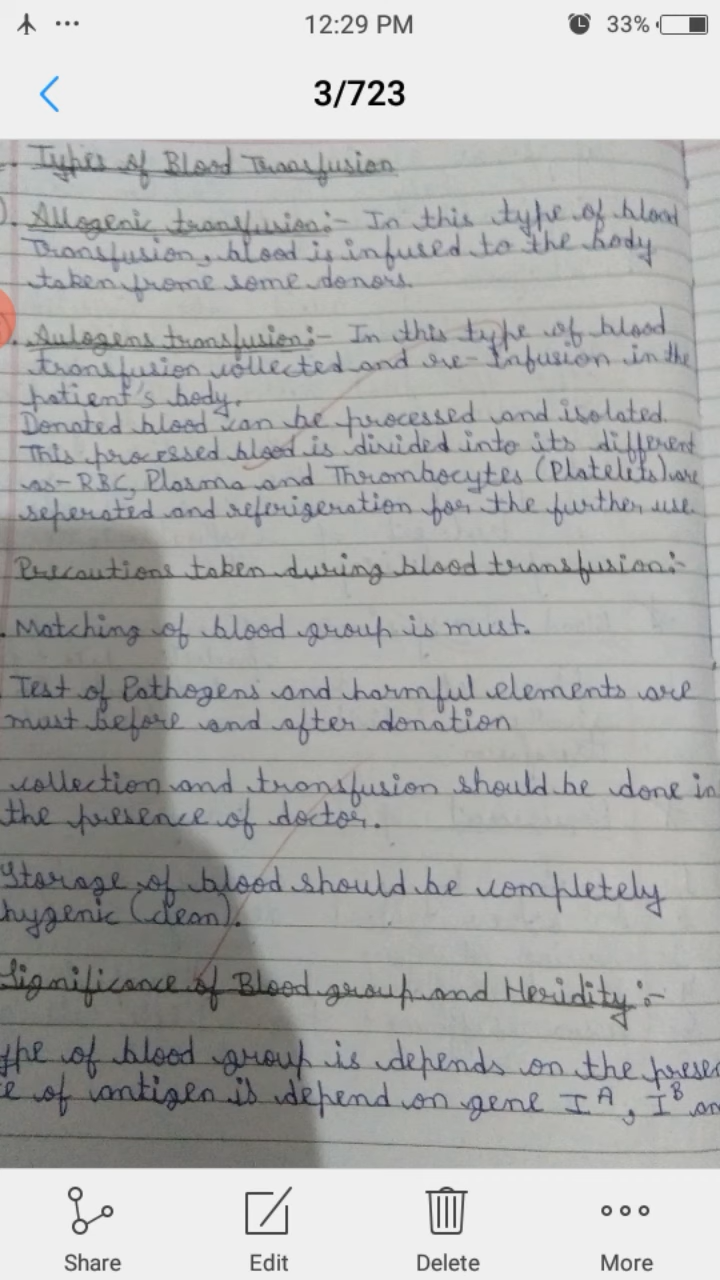 12:29 PM
33%
3/723
. Types of Blood Transfusion
). Allogenic transfusion:- In this type of blood
Transfusion, blood is infused to the body
taken frome some donors.
. Aulogens transfusion:- In this type of blood
transfusion collected and re-Infusion in the
patient's body.
Donated blood can be processed and isolated.
This processed blood is divided into its different
as- RBC, Plasma and Thrombocytes (Platelets) are
seperated and referigeration for the further use.
Precautions taken during blood transfusion:-
. Matching of blood group is must.
Test of Pathogens and harmful elements are
must before and after donation
collection and transfusion should be done in
the presence of doctor.
Storage of blood should be completely
hygenic (clean).
Significance of Blood group and Heridity:-
ype of blood group is depends on the presen
ce of antigen is depend on gene I^A, I^B an
Share
Edit
Delete
More